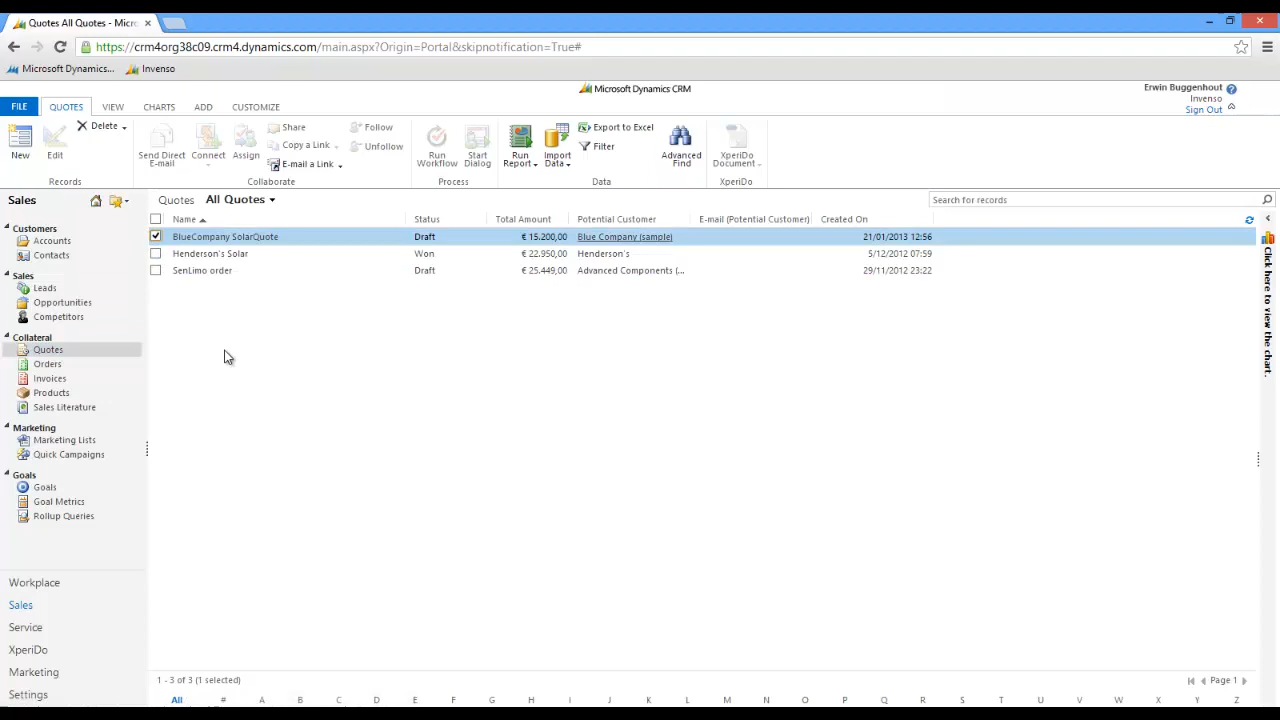 Quotes All Quotes - Micro
https://crm4org38c09.crm4.dynamics.com/main.aspx?Origin=Portal&skipnotification=True#
Microsoft Dynamics... Invenso
Microsoft Dynamics CRM
Erwin Buggenhout
Invenso
Sign Out
FILE QUOTES VIEW CHARTS ADD CUSTOMIZE
New
Edit
Delete
Records
Send Direct E-mail
Connect
Assign
Share
Copy a Link
E-mail a Link
Collaborate
Follow
Unfollow
Run Workflow
Start Dialog
Process
Run Report
Import Data
Export to Excel
Filter
Advanced Find
Data
XperiDo Document
XperiDo
Sales
Customers
Accounts
Contacts
Sales
Leads
Opportunities
Competitors
Collateral
Quotes
Orders
Invoices
Products
Sales Literature
Marketing
Marketing Lists
Quick Campaigns
Goals
Goals
Goal Metrics
Rollup Queries
Workplace
Sales
Service
XperiDo
Marketing
Settings
Quotes All Quotes
Search for records
Name Status Total Amount Potential Customer E-mail (Potential Customer) Created On
BlueCompany SolarQuote Draft € 15.200,00 Blue Company (sample) 21/01/2013 12:56
Henderson's Solar Won € 22.950,00 Henderson's 5/12/2012 07:59
SenLimo order Draft € 25.449,00 Advanced Components (... 29/11/2012 23:22
Click here to view the chart.
1 - 3 of 3 (1 selected)
Page 1
All # A B C D E F G H I J K L M N O P Q R S T U V W X Y Z